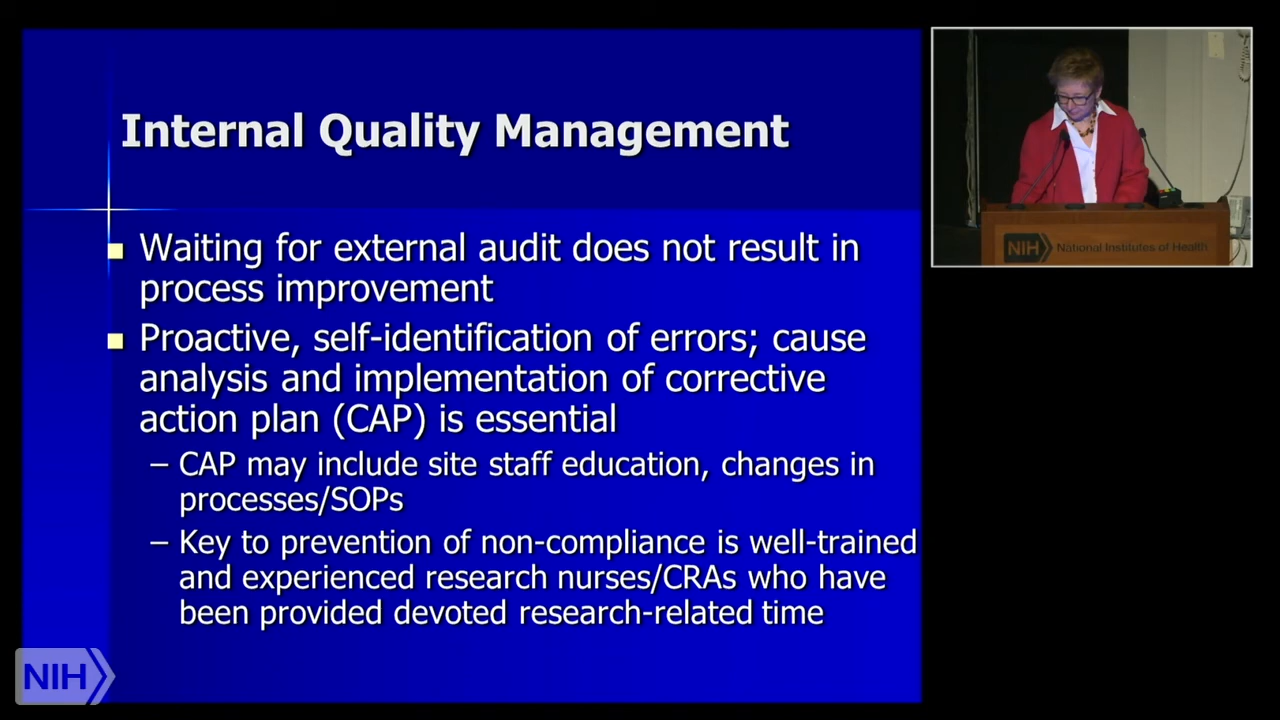 Internal Quality Management
Waiting for external audit does not result in
process improvement
Proactive, self-identification of errors; cause
analysis and implementation of corrective
action plan (CAP) is essential
– CAP may include site staff education, changes in
processes/SOPs
– Key to prevention of non-compliance is well-trained
and experienced research nurses/CRAs who have
been provided devoted research-related time
NIH
NIH National Institutes of Health